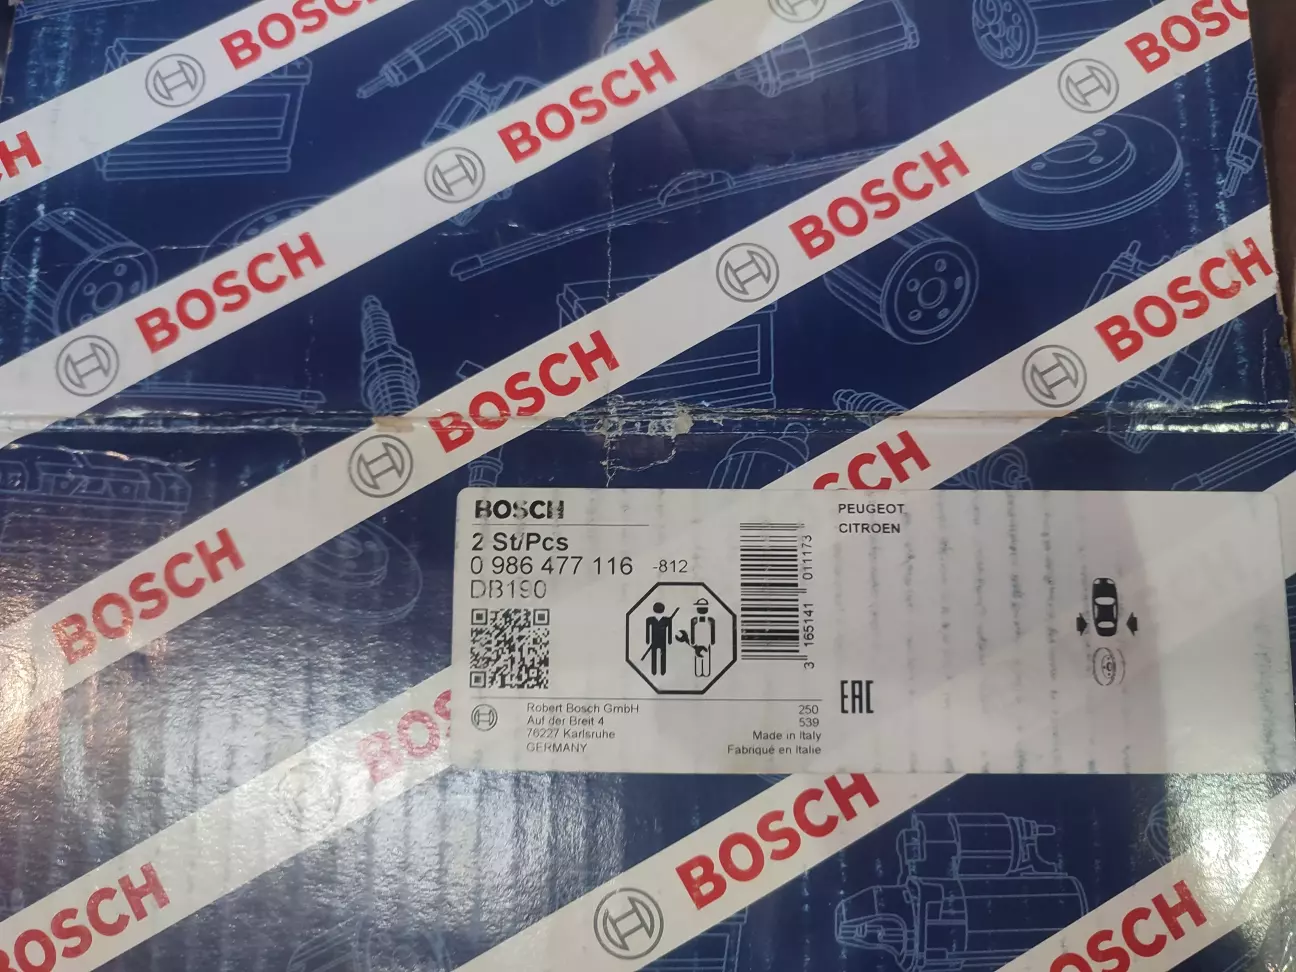 BOSCH
BOSCH
BOSCH
BOSCH
BOSCH
BOSCH
BOSCH
BOSCH
BOSCH
2 St/Pcs
0 986 477 116 -812
DB190
3 165141 011173
PEUGEOT
CITROEN
EAC
Robert Bosch GmbH
Auf der Breit 4
76227 Karlsruhe
GERMANY
250
539
Made in Italy
Fabriqué en Italie
BOSCH
BOSCH
BOSCH